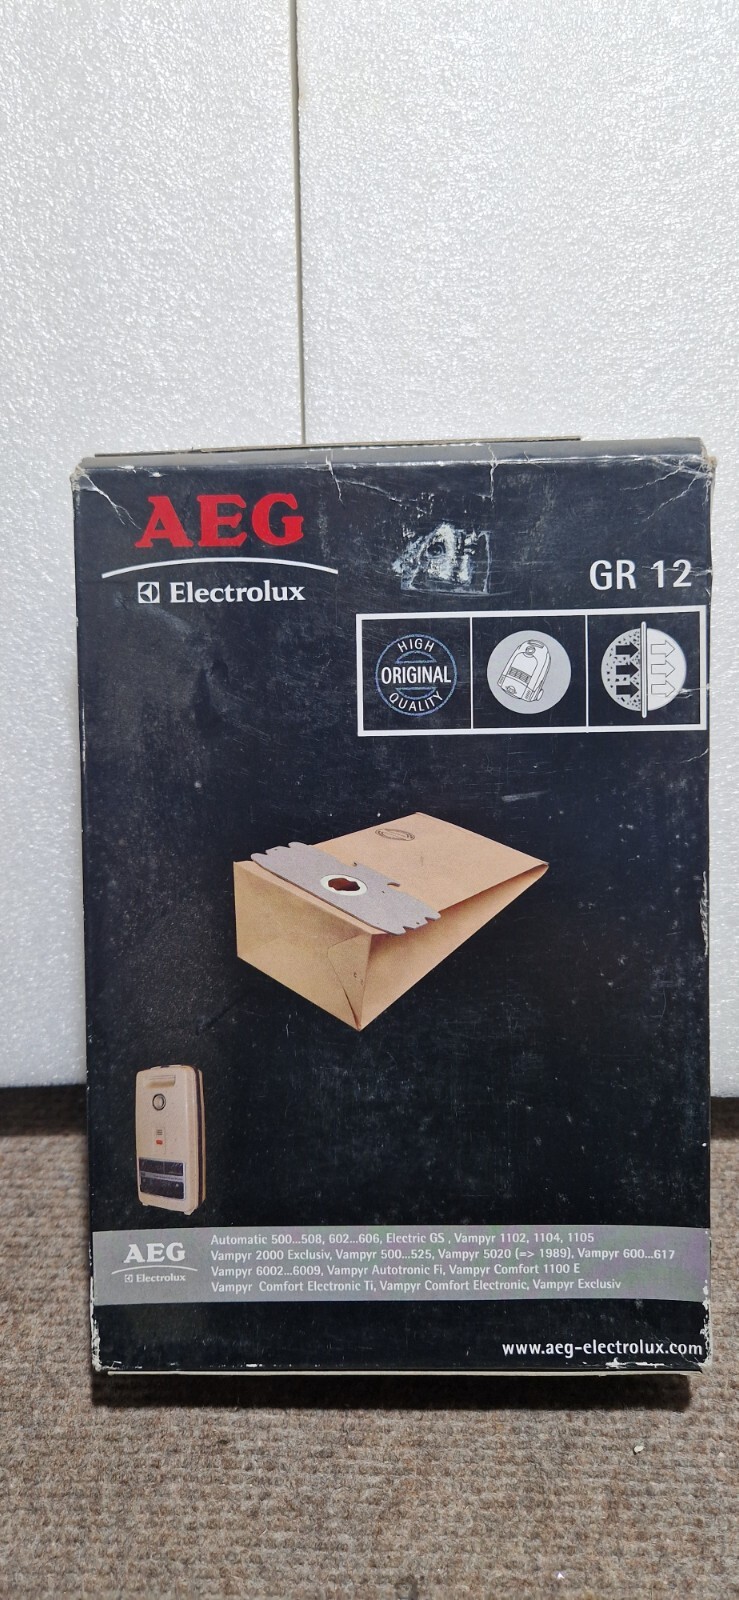 AEG
Electrolux
GR 12
HIGH
ORIGINAL
QUALITY
AEG
Electrolux
Automatic 500...508, 602...606, Electric GS , Vampyr 1102, 1104, 1105
Vampyr 2000 Exclusiv, Vampyr 500...525, Vampyr 5020 (=> 1989), Vampyr 600...617
Vampyr 6002...6009, Vampyr Autotronic Fi, Vampyr Comfort 1100 E
Vampyr Comfort Electronic Ti, Vampyr Comfort Electronic, Vampyr Exclusiv
www.aeg-electrolux.com